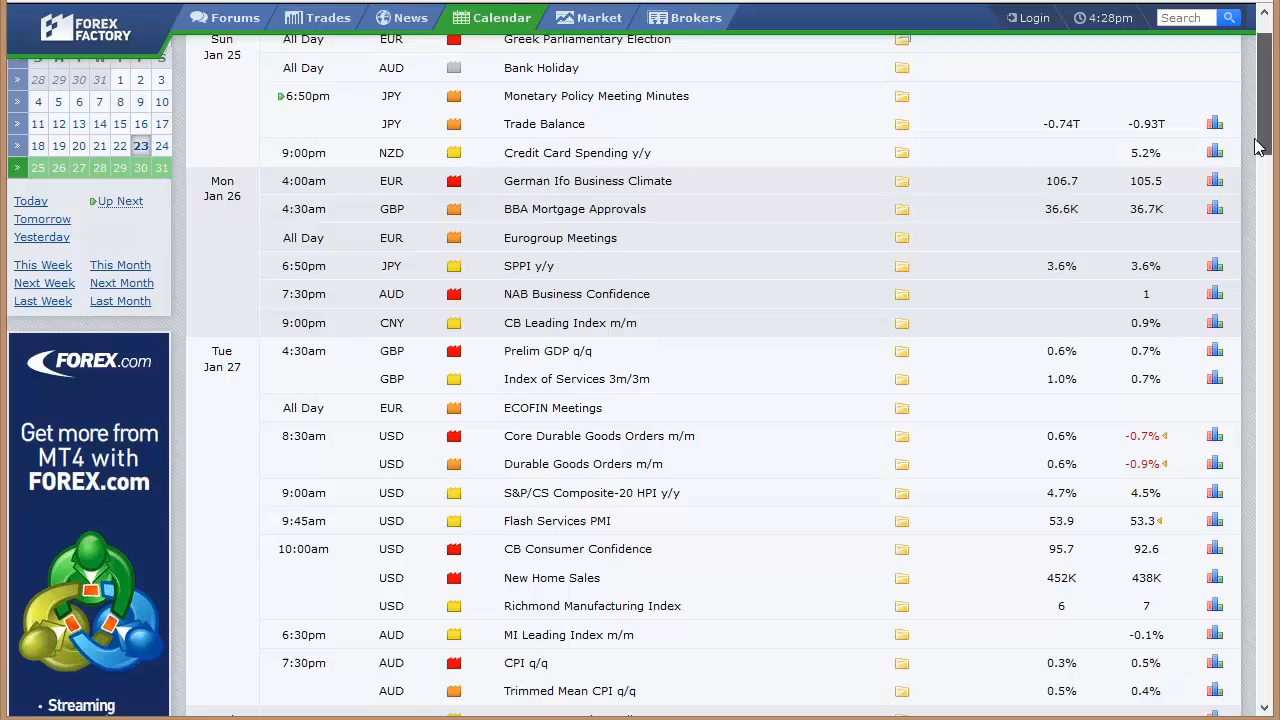 FOREX FACTORY
Forums Trades News Calendar Market Brokers Login 4:28pm Search
28 29 30 31 1 2 3
4 5 6 7 8 9 10
11 12 13 14 15 16 17
18 19 20 21 22 23 24
25 26 27 28 29 30 31
Today Up Next
Tomorrow
Yesterday
This Week This Month
Next Week Next Month
Last Week Last Month
FOREX.com
Get more from
MT4 with
FOREX.com
• Streaming
Sun Jan 25 All Day EUR Greek Parliamentary Election
All Day AUD Bank Holiday
6:50pm JPY Monetary Policy Meeting Minutes
JPY Trade Balance -0.74T -0.93T
9:00pm NZD Credit Card Spending y/y 5.2%
Mon Jan 26 4:00am EUR German Ifo Business Climate 106.7 105.5
4:30am GBP BBA Mortgage Approvals 36.6K 36.7K
All Day EUR Eurogroup Meetings
6:50pm JPY SPPI y/y 3.6% 3.6%
7:30pm AUD NAB Business Confidence 1
9:00pm CNY CB Leading Index m/m 0.9%
Tue Jan 27 4:30am GBP Prelim GDP q/q 0.6% 0.7%
GBP Index of Services 3m/3m 1.0% 0.7%
All Day EUR ECOFIN Meetings
8:30am USD Core Durable Goods Orders m/m 0.6% -0.7%
USD Durable Goods Orders m/m 0.6% -0.9%
9:00am USD S&P/CS Composite-20 HPI y/y 4.7% 4.5%
9:45am USD Flash Services PMI 53.9 53.3
10:00am USD CB Consumer Confidence 95.7 92.6
USD New Home Sales 452K 438K
USD Richmond Manufacturing Index 6 7
6:30pm AUD MI Leading Index m/m -0.1%
7:30pm AUD CPI q/q 0.3% 0.5%
AUD Trimmed Mean CPI q/q 0.5% 0.4%